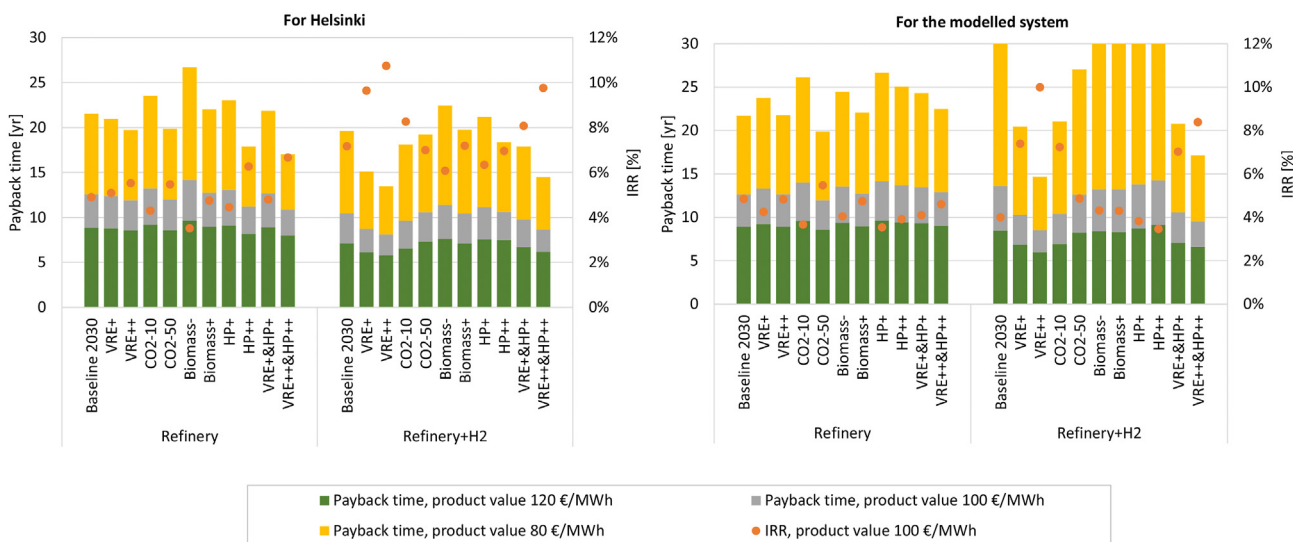 For Helsinki
Payback time [yr]
30
25
20
15
10
5
0
12%
10%
8%
6%
4%
2%
0%
IRR [%]
Baseline 2030
VRE+
VRE++
CO2-10
CO2-50
Biomass-
Biomass+
HP+
HP++
VRE+&HP+
VRE++&HP++
Baseline 2030
VRE+
VRE++
CO2-10
CO2-50
Biomass-
Biomass+
HP+
HP++
VRE+&HP+
VRE++&HP++
Refinery
Refinery+H2
For the modelled system
Payback time [yr]
30
25
20
15
10
5
0
12%
10%
8%
6%
4%
2%
0%
IRR [%]
Baseline 2030
VRE+
VRE++
CO2-10
CO2-50
Biomass-
Biomass+
HP+
HP++
VRE+&HP+
VRE++&HP++
Baseline 2030
VRE+
VRE++
CO2-10
CO2-50
Biomass-
Biomass+
HP+
HP++
VRE+&HP+
VRE++&HP++
Refinery
Refinery+H2
Payback time, product value 120 €/MWh
Payback time, product value 100 €/MWh
Payback time, product value 80 €/MWh
IRR, product value 100 €/MWh